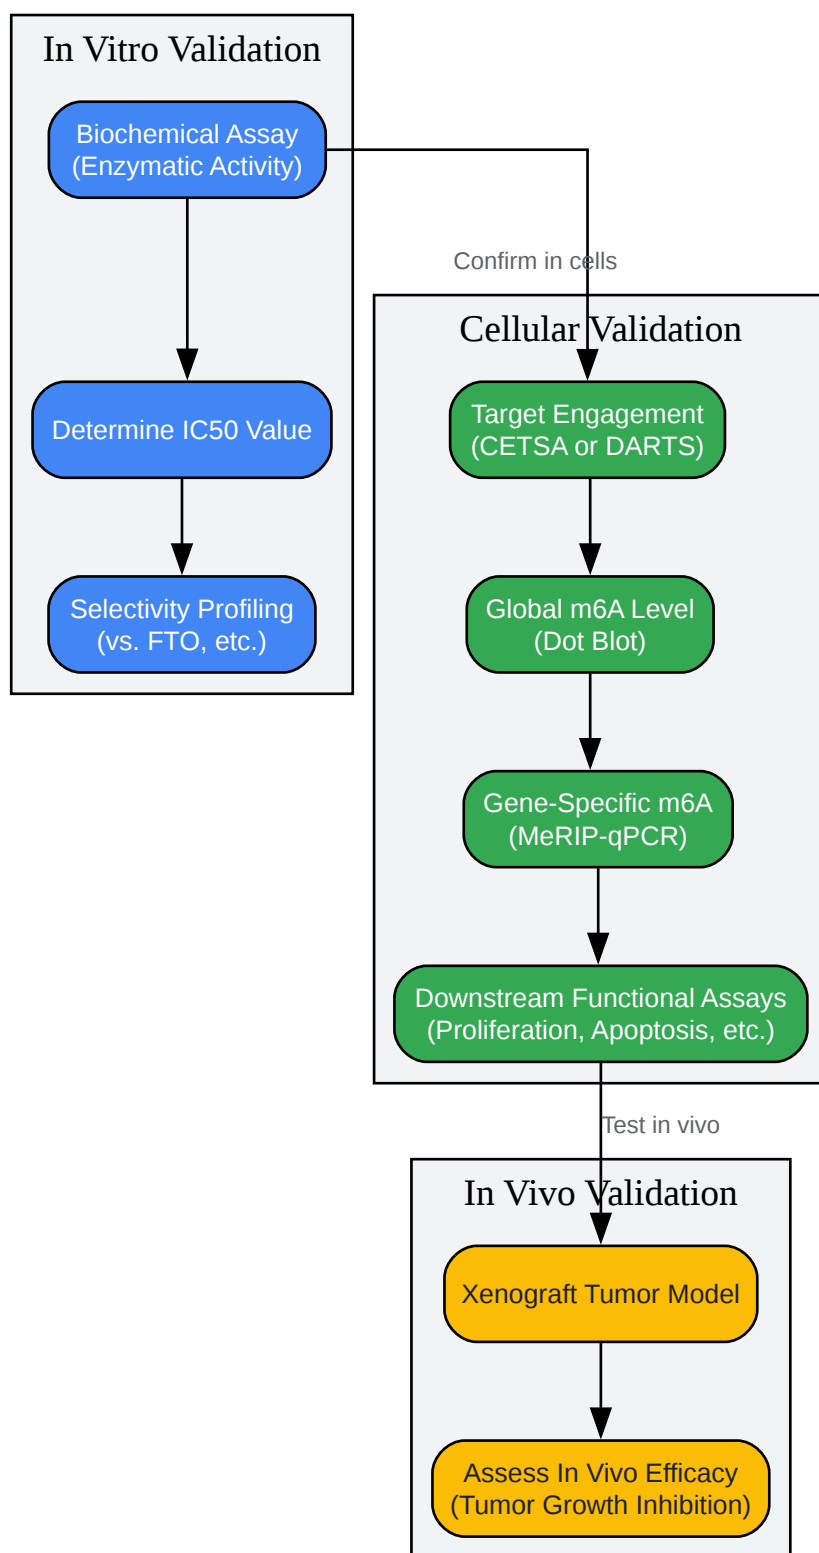 In Vitro Validation
Biochemical Assay
(Enzymatic Activity)
Confirm in cells
Determine IC50 Value
Selectivity Profiling
(vs. FTO, etc.)
Cellular Validation
Target Engagement
(CETSA or DARTS)
Global m6A Level
(Dot Blot)
Gene-Specific m6A
(MeRIP-qPCR)
Downstream Functional Assays
(Proliferation, Apoptosis, etc.)
Test in vivo
In Vivo Validation
Xenograft Tumor Model
Assess In Vivo Efficacy
(Tumor Growth Inhibition)